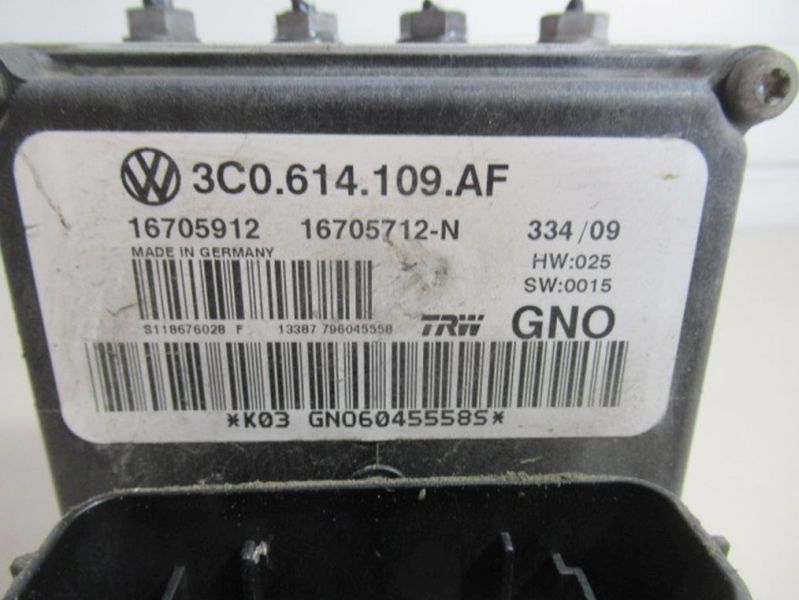 3C0.614.109.AF
16705912 16705712-N 334/09
MADE IN GERMANY HW:025
SW:0015
S118676028 F 13387 796045558 TRW GNO
*K03 GNO60455585*